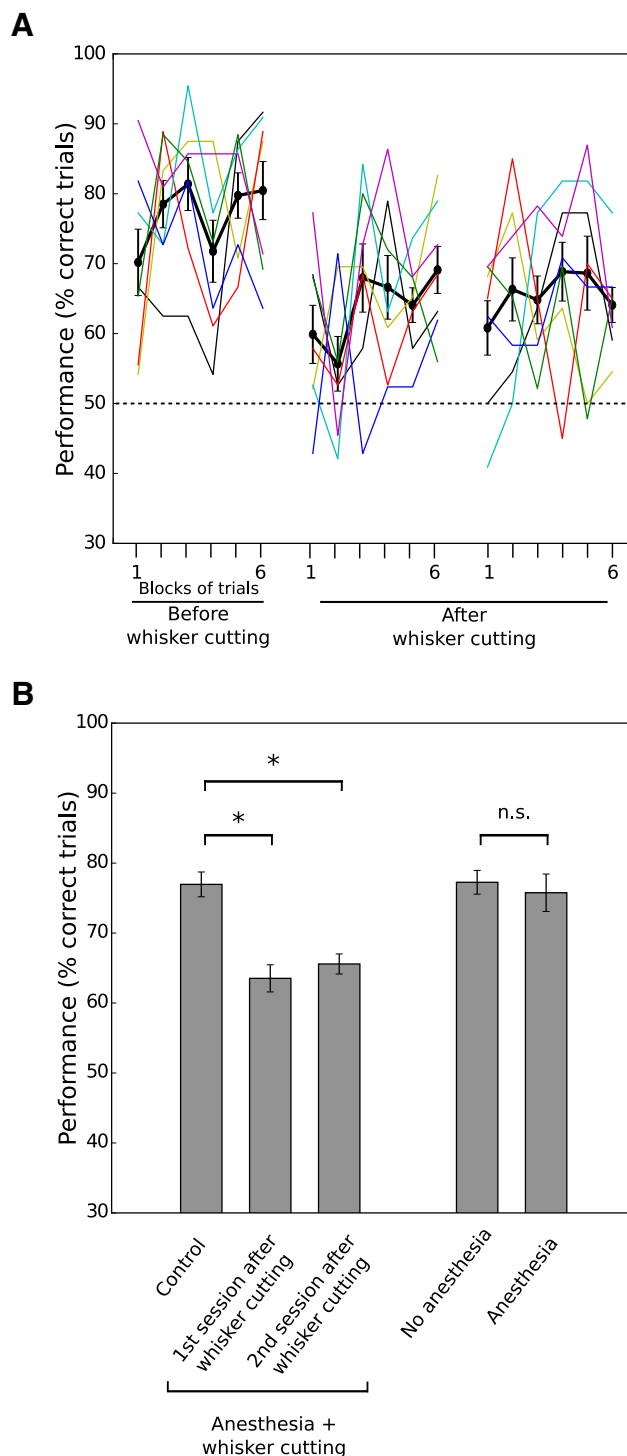 A
100
90
80
70
60
50
40
30
Performance (% correct trials)
1 6 1 6 1 6
Blocks of trials
Before
whisker cutting
After
whisker cutting
B
100
90
80
70
60
50
40
30
Performance (% correct trials)
*
*
n.s.
Control
1st session after
whisker cutting
2nd session after
whisker cutting
No anesthesia
Anesthesia
Anesthesia +
whisker cutting